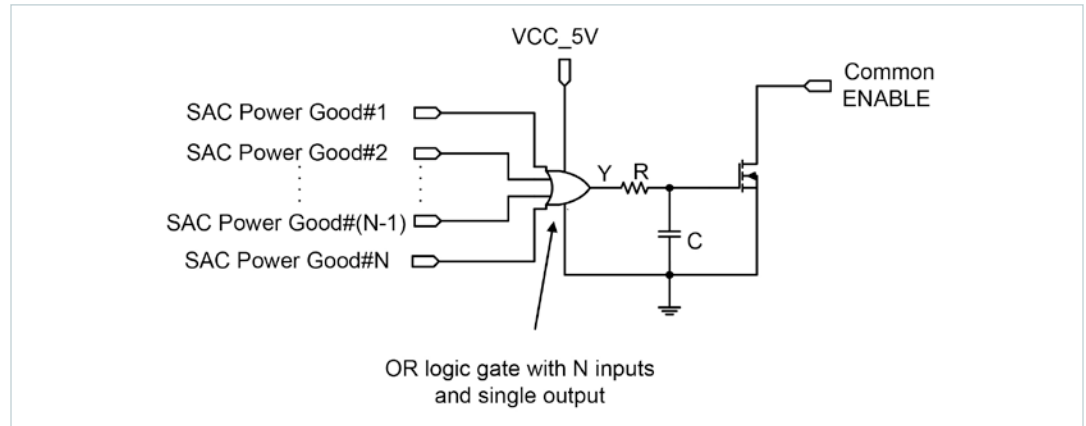 VCC_5V
Common
ENABLE
SAC Power Good#1
SAC Power Good#2
SAC Power Good#(N-1)
SAC Power Good#N
Y
R
C
OR logic gate with N inputs
and single output